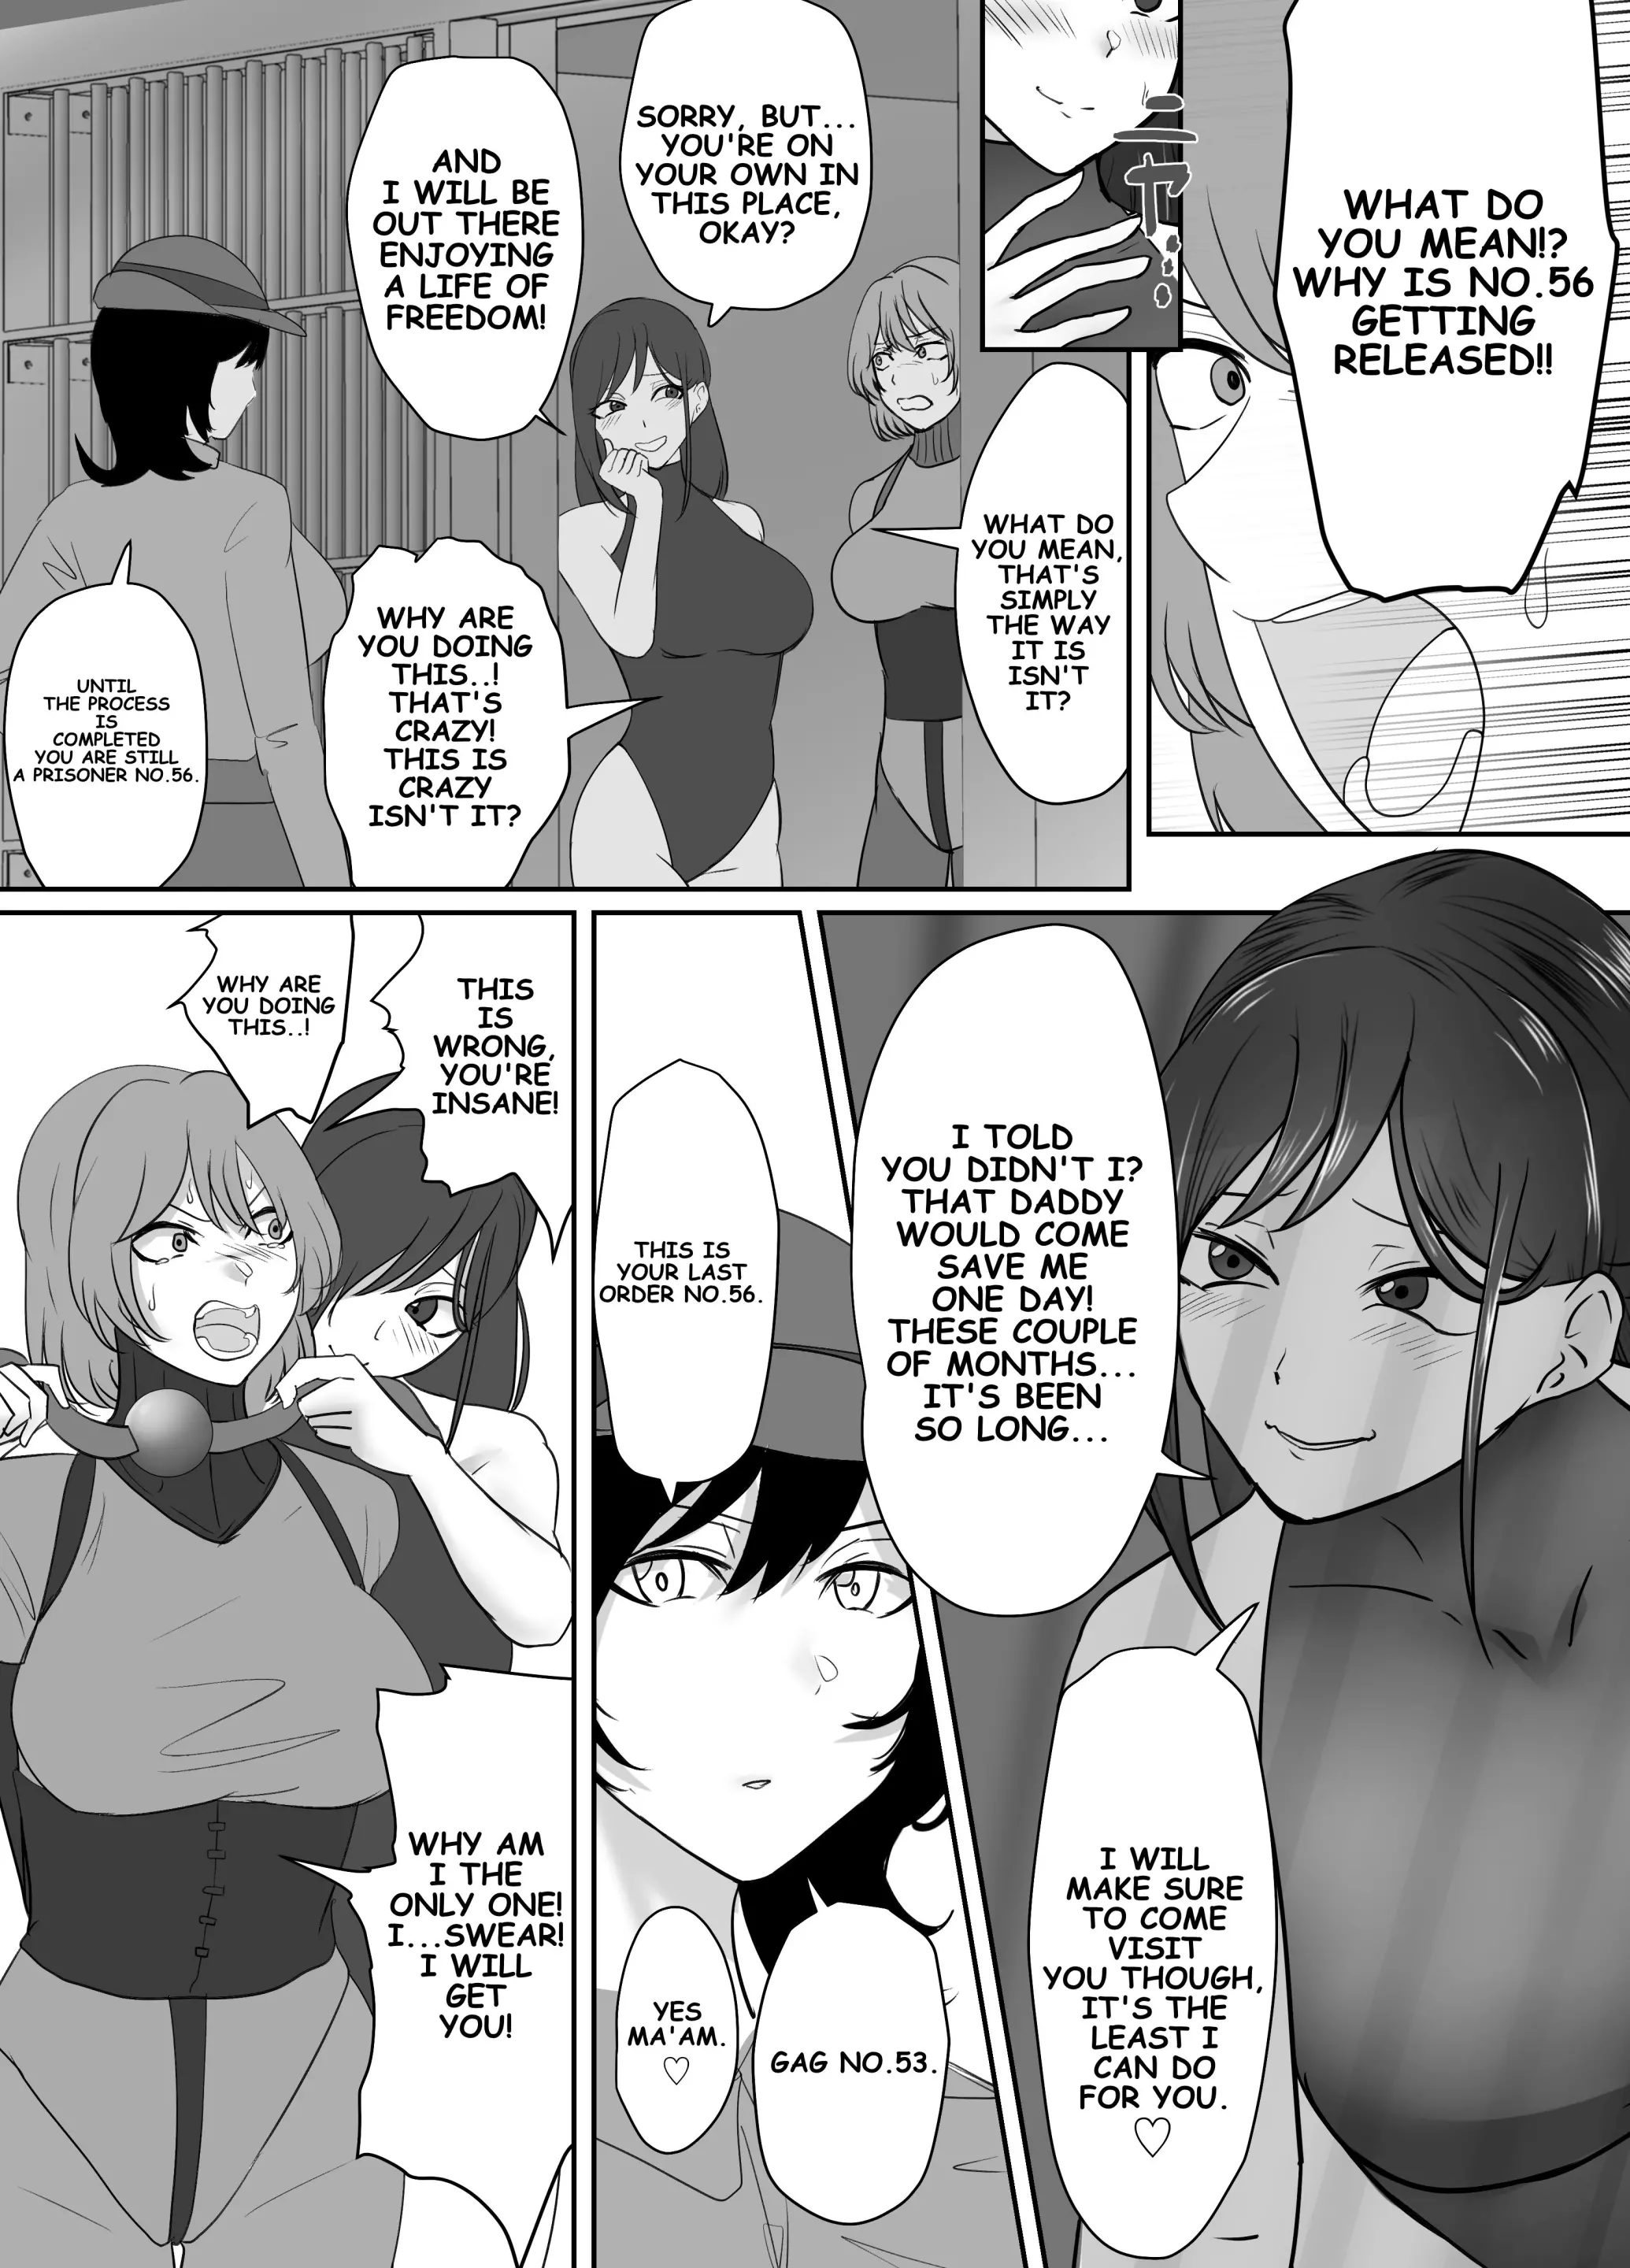 WHAT DO
YOU MEAN!?
WHY IS NO.56
GETTING
RELEASED!!
ニヤ…
SORRY, BUT...
YOU'RE ON
YOUR OWN IN
THIS PLACE,
OKAY?
AND
I WILL BE
OUT THERE
ENJOYING
A LIFE OF
FREEDOM!
WHAT DO
YOU MEAN,
THAT'S
SIMPLY
THE WAY
IT IS
ISN'T
IT?
WHY ARE
YOU DOING
THIS..!
THAT'S
CRAZY!
THIS IS
CRAZY
ISN'T IT?
UNTIL
THE PROCESS
IS
COMPLETED
YOU ARE STILL
A PRISONER NO.56.
I TOLD
YOU DIDN'T I?
THAT DADDY
WOULD COME
SAVE ME
ONE DAY!
THESE COUPLE
OF MONTHS...
IT'S BEEN
SO LONG...
I WILL
MAKE SURE
TO COME
VISIT
YOU THOUGH,
IT'S THE
LEAST I
CAN DO
FOR YOU.
♡
THIS IS
YOUR LAST
ORDER NO.56.
GAG NO.53.
YES
MA'AM.
♡
THIS
IS
WRONG,
YOU'RE
INSANE!
WHY ARE
YOU DOING
THIS..!
WHY AM
I THE
ONLY ONE!
I...SWEAR!
I WILL
GET
YOU!